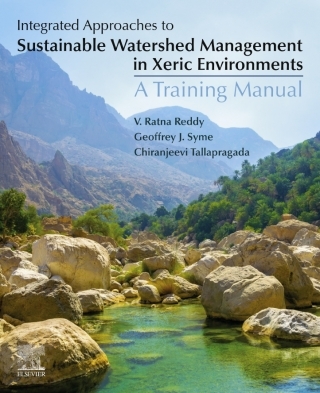 Integrated Approaches to
Sustainable Watershed Management
in Xeric Environments
A Training Manual
V. Ratna Reddy
Geoffrey J. Syme
Chiranjeevi Tallapragada
ELSEVIER